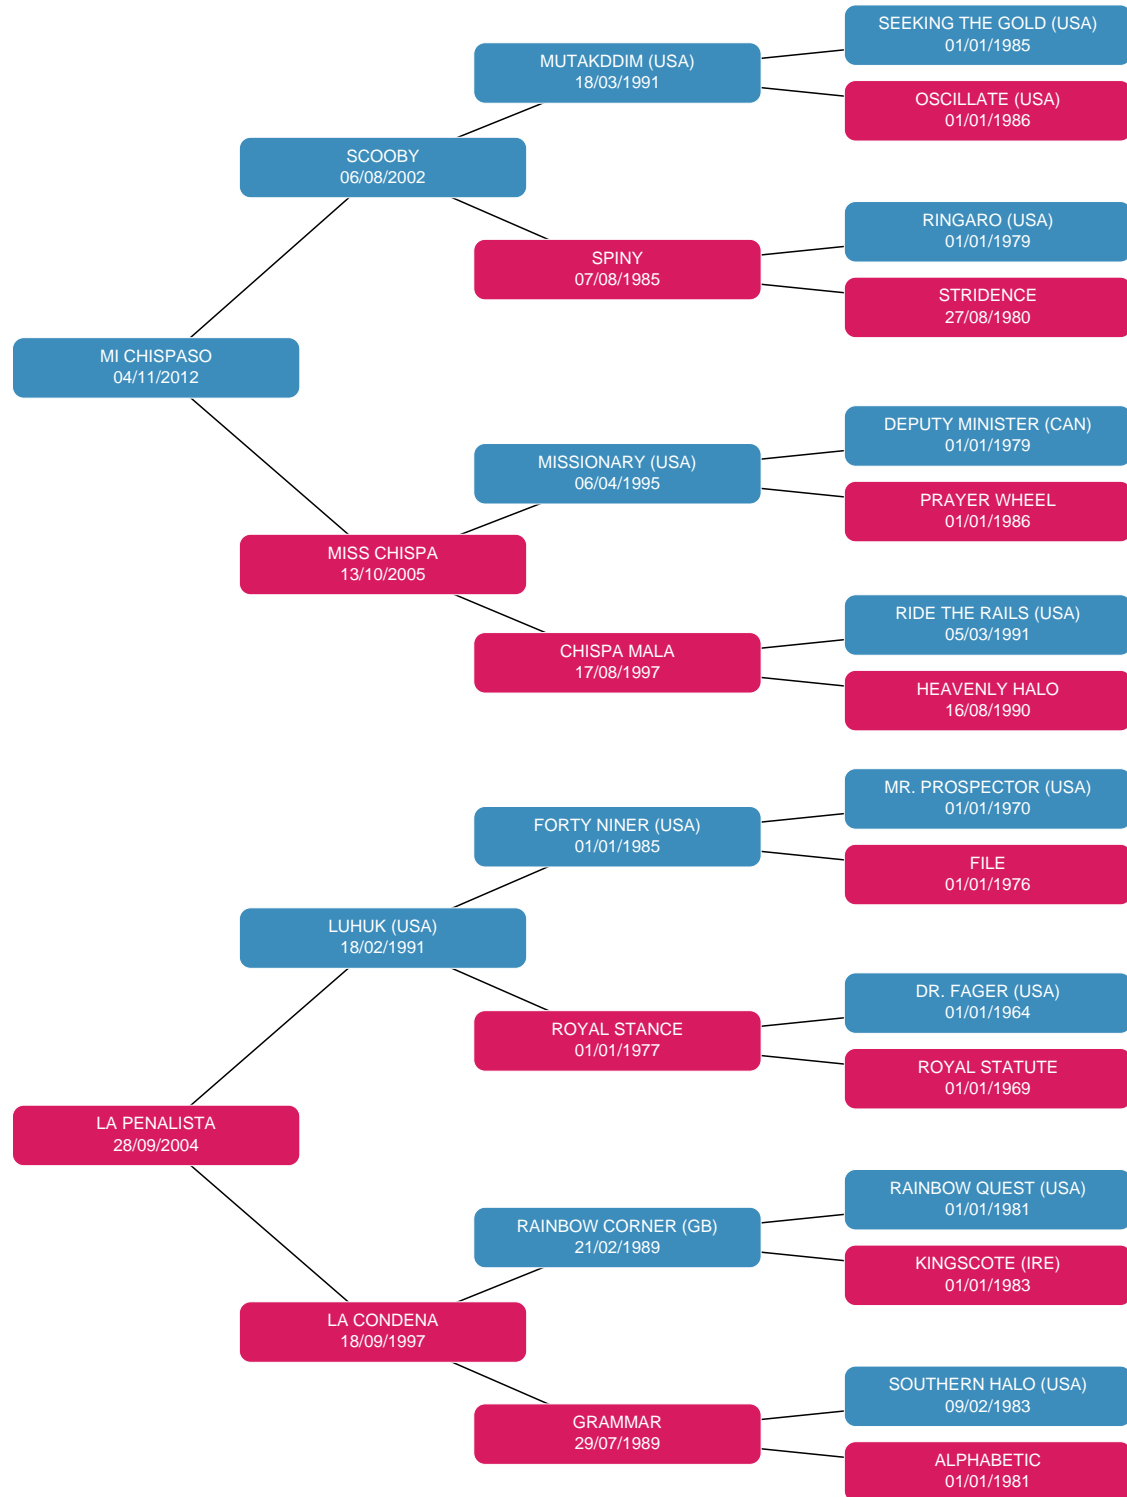 SEEKING THE GOLD (USA)
01/01/1985
MUTAKDDIM (USA)
18/03/1991
OSCILLATE (USA)
01/01/1986
SCOOBY
06/08/2002
RINGARO (USA)
01/01/1979
SPINY
07/08/1985
STRIDENCE
27/08/1980
MI CHISPASO
04/11/2012
DEPUTY MINISTER (CAN)
01/01/1979
MISSIONARY (USA)
06/04/1995
PRAYER WHEEL
01/01/1986
MISS CHISPA
13/10/2005
RIDE THE RAILS (USA)
05/03/1991
CHISPA MALA
17/08/1997
HEAVENLY HALO
16/08/1990
MR. PROSPECTOR (USA)
01/01/1970
FORTY NINER (USA)
01/01/1985
FILE
01/01/1976
LUHUK (USA)
18/02/1991
DR. FAGER (USA)
01/01/1964
ROYAL STANCE
01/01/1977
ROYAL STATUTE
01/01/1969
LA PENALISTA
28/09/2004
RAINBOW QUEST (USA)
01/01/1981
RAINBOW CORNER (GB)
21/02/1989
KINGSCOTE (IRE)
01/01/1983
LA CONDENA
18/09/1997
SOUTHERN HALO (USA)
09/02/1983
GRAMMAR
29/07/1989
ALPHABETIC
01/01/1981